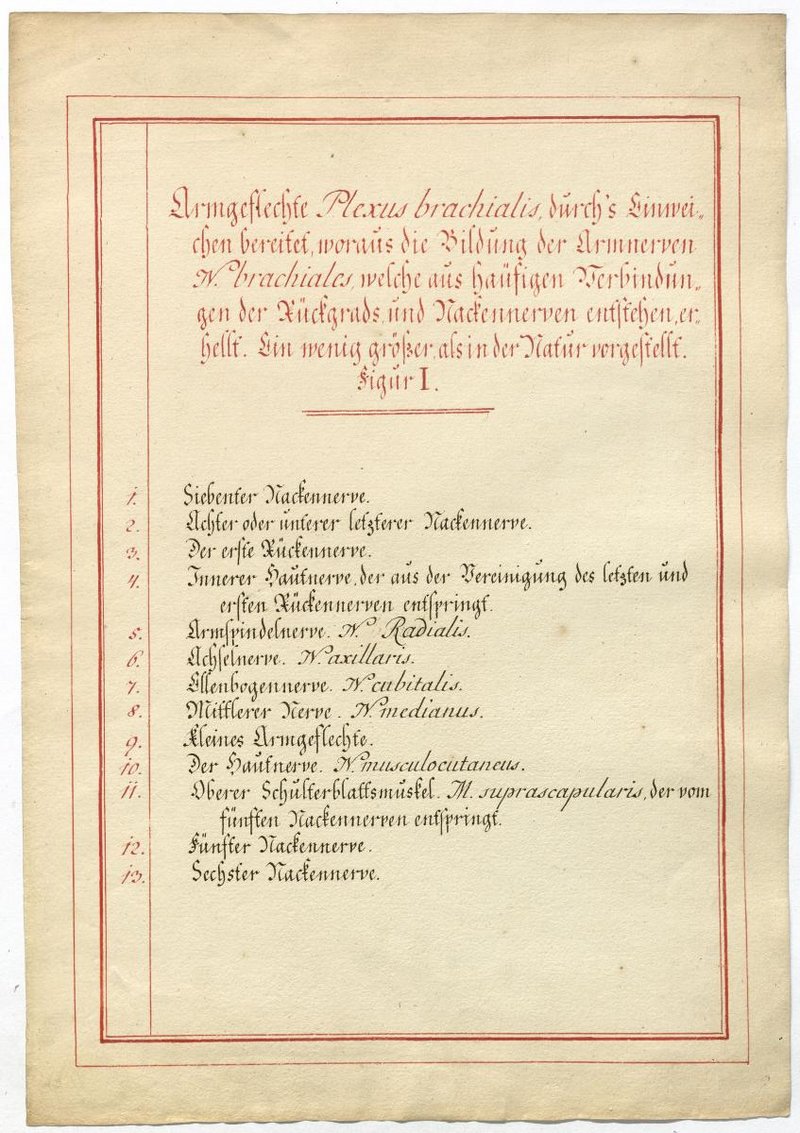 Armgeflechte Plexus brachialis, durch's Einwei„
chen bereitet, woraus die Bildung der Armnerven
N. brachiales, welche aus häufigen Verbindun„
gen der Rückgrads, und Nackennerven entstehen, er„
hellt. Ein wenig größer, als in der Natur vorgestellt.
Figur I.
1. Siebenter Nackennerve.
2. Achter oder unterer letzterer Nackennerve.
3. Der erste Rückennerve.
4. Innerer Hautnerve, der aus der Vereinigung des letzten und
ersten Rückennerven entspringt.
5. Armspindelnerve. N. Radialis.
6. Achselnerve. N. axillaris.
7. Ellenbogennerve. N. cubitalis.
8. Mittlerer Nerve. N. medianus.
9. Kleines Armgeflechte.
10. Der Hautnerve. N. musculocutaneus.
11. Oberer Schulterblattsmuskel. M. suprascapularis, der vom
fünften Nackennerven entspringt.
12. Fünfter Nackennerve.
13. Sechster Nackennerve.